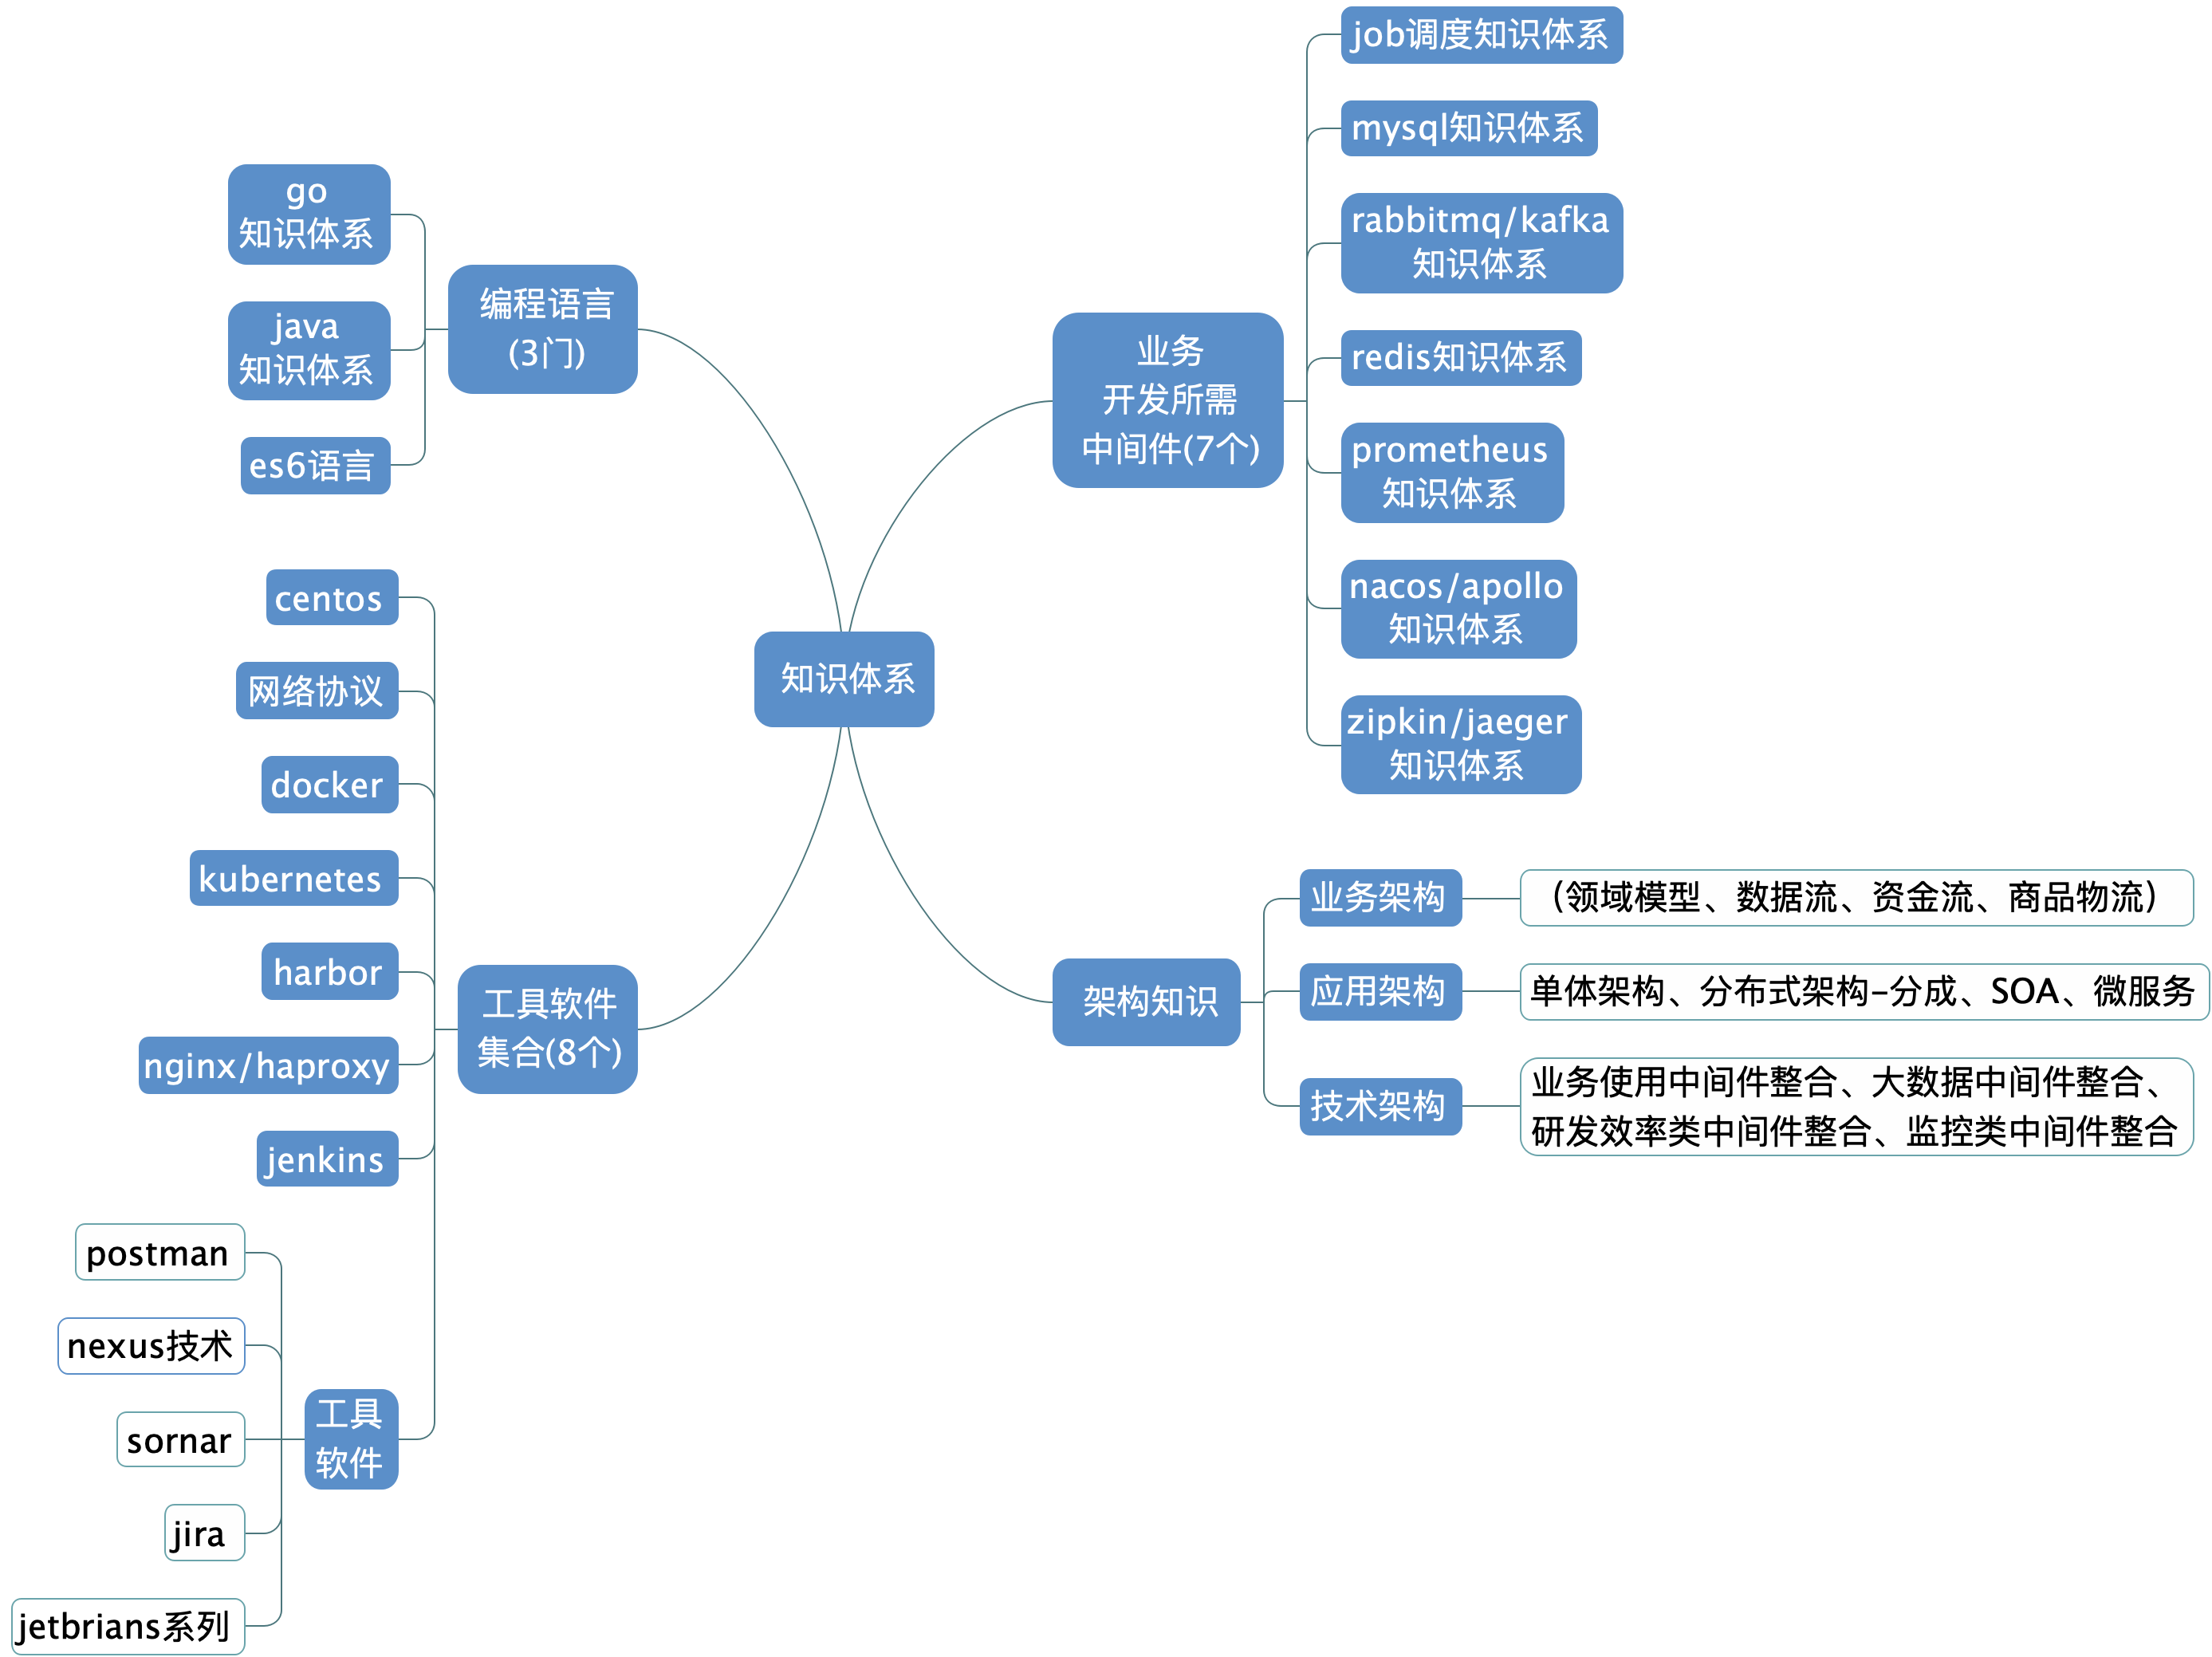 知识体系
编程语言
(3门)
go
知识体系
java
知识体系
es6语言
工具软件
集合(8个)
centos
网络协议
docker
kubernetes
harbor
nginx/haproxy
jenkins
工具
软件
postman
nexus技术
sornar
jira
jetbrians系列
业务
开发所需
中间件(7个)
job调度知识体系
mysql知识体系
rabbitmq/kafka
知识体系
redis知识体系
prometheus
知识体系
nacos/apollo
知识体系
zipkin/jaeger
知识体系
架构知识
业务架构
（领域模型、数据流、资金流、商品物流）
应用架构
单体架构、分布式架构-分成、SOA、微服务
技术架构
业务使用中间件整合、大数据中间件整合、
研发效率类中间件整合、监控类中间件整合